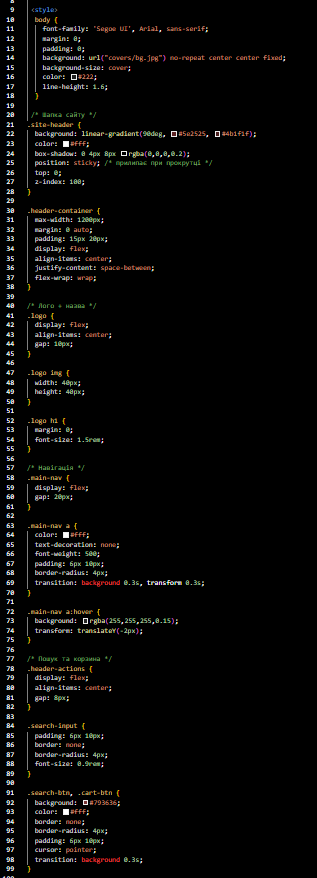 9 <style>
10 body {
11 font-family: 'Segoe UI', Arial, sans-serif;
12 margin: 0;
13 padding: 0;
14 background: url("covers/bg.jpg") no-repeat center center fixed;
15 background-size: cover;
16 color: #222;
17 line-height: 1.6;
18 }
19
20 /* Шапка сайту */
21 .site-header {
22 background: linear-gradient(90deg, #5a2525, #4b1f1f);
23 color: #fff;
24 box-shadow: 0 4px 8px rgba(0,0,0,0.2);
25 position: sticky; /* прилипає при прокрутці */
26 top: 0;
27 z-index: 100;
28 }
29
30 .header-container {
31 max-width: 1200px;
32 margin: 0 auto;
33 padding: 15px 20px;
34 display: flex;
35 align-items: center;
36 justify-content: space-between;
37 flex-wrap: wrap;
38 }
39
40 /* Лого + назва */
41 .logo {
42 display: flex;
43 align-items: center;
44 gap: 10px;
45 }
46
47 .logo img {
48 width: 40px;
49 height: 40px;
50 }
51
52 .logo h1 {
53 margin: 0;
54 font-size: 1.5rem;
55 }
56
57 /* Навігація */
58 .main-nav {
59 display: flex;
60 gap: 20px;
61 }
62
63 .main-nav a {
64 color: #fff;
65 text-decoration: none;
66 font-weight: 500;
67 padding: 6px 10px;
68 border-radius: 4px;
69 transition: background 0.3s, transform 0.3s;
70 }
71
72 .main-nav a:hover {
73 background: rgba(255,255,255,0.15);
74 transform: translateY(-2px);
75 }
76
77 /* Пошук та корзина */
78 .header-actions {
79 display: flex;
80 align-items: center;
81 gap: 8px;
82 }
83
84 .search-input {
85 padding: 6px 10px;
86 border: none;
87 border-radius: 4px;
88 font-size: 0.9rem;
89 }
90
91 .search-btn, .cart-btn {
92 background: #793636;
93 color: #fff;
94 border: none;
95 border-radius: 4px;
96 padding: 6px 10px;
97 cursor: pointer;
98 transition: background 0.3s;
99 }